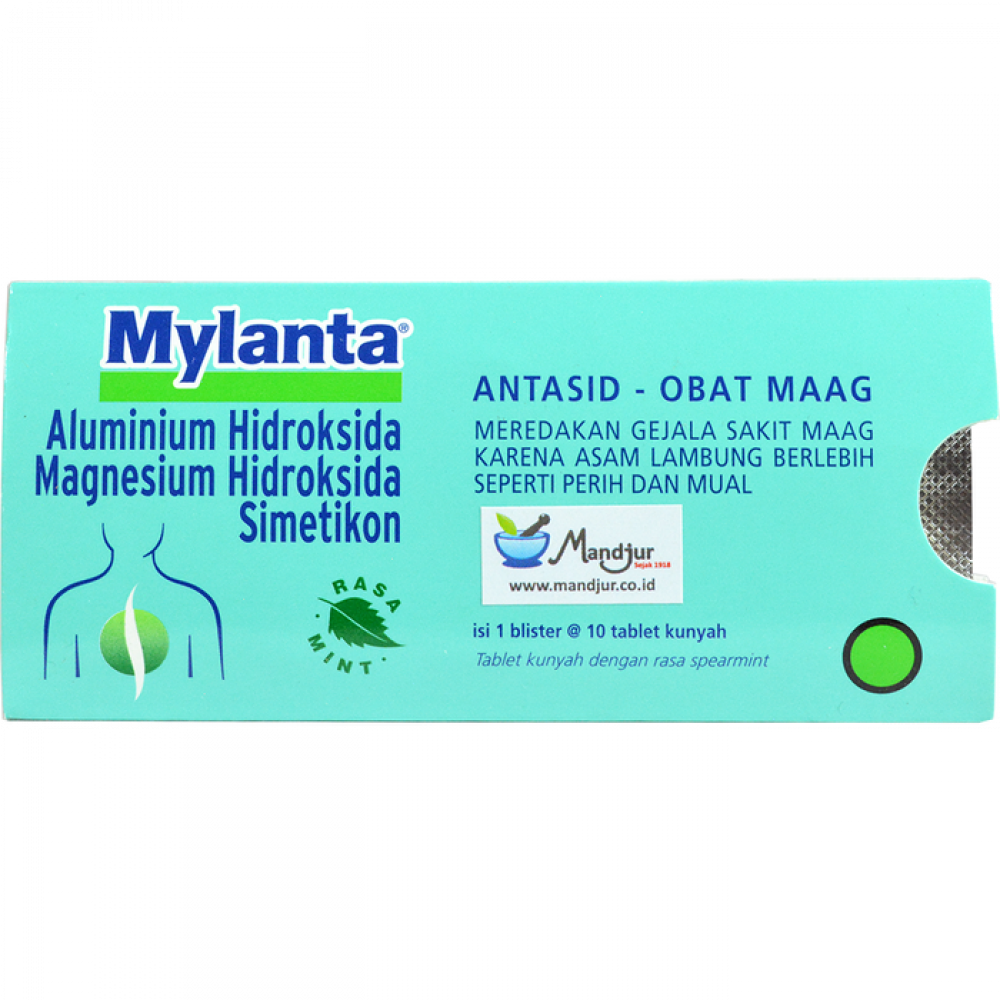 Mylanta®
Aluminium Hidroksida
Magnesium Hidroksida
Simetikon
RASA
MINT
ANTASID - OBAT MAAG
MEREDAKAN GEJALA SAKIT MAAG
KARENA ASAM LAMBUNG BERLEBIH
SEPERTI PERIH DAN MUAL
Mandjur
Sejak 1918
www.mandjur.co.id
isi 1 blister @ 10 tablet kunyah
Tablet kunyah dengan rasa spearmint